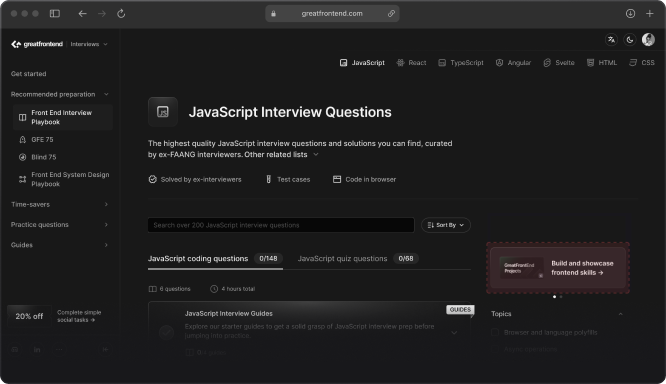 greatfrontend.com
greatfrontend
Interviews
JavaScript
React
TypeScript
Angular
Svelte
HTML
CSS
Get started
Recommended preparation
Front End Interview
Playbook
GFE 75
Blind 75
Front End System Design
Playbook
Time-savers
Practice questions
Guides
20% off
Complete simple
social tasks →
JS
JavaScript Interview Questions
The highest quality JavaScript interview questions and solutions you can find, curated
by ex-FAANG interviewers. Other related lists
Solved by ex-interviewers
Test cases
Code in browser
Search over 200 JavaScript interview questions
Sort By
JavaScript coding questions 0/148
JavaScript quiz questions 0/68
6 questions
4 hours total
JavaScript Interview Guides
GUIDES
Explore our starter guides to get a solid grasp of JavaScript interview prep before
jumping into practice.
GreatFrontEnd
Projects
Build and showcase
frontend skills →
Topics
Browser and language polyfills